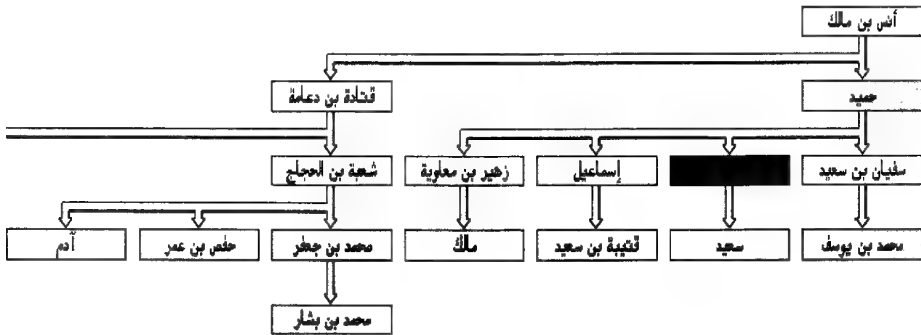 أنس بن مالك
حميد
قتادة بن دعامة
سفيان بن سعيد
إسماعيل
زهير بن معاوية
شعبة بن الحجاج
محمد بن يوسف
سعيد
قتيبة بن سعيد
مالك
محمد بن جعفر
حفص بن عمر
آدم
محمد بن بشار